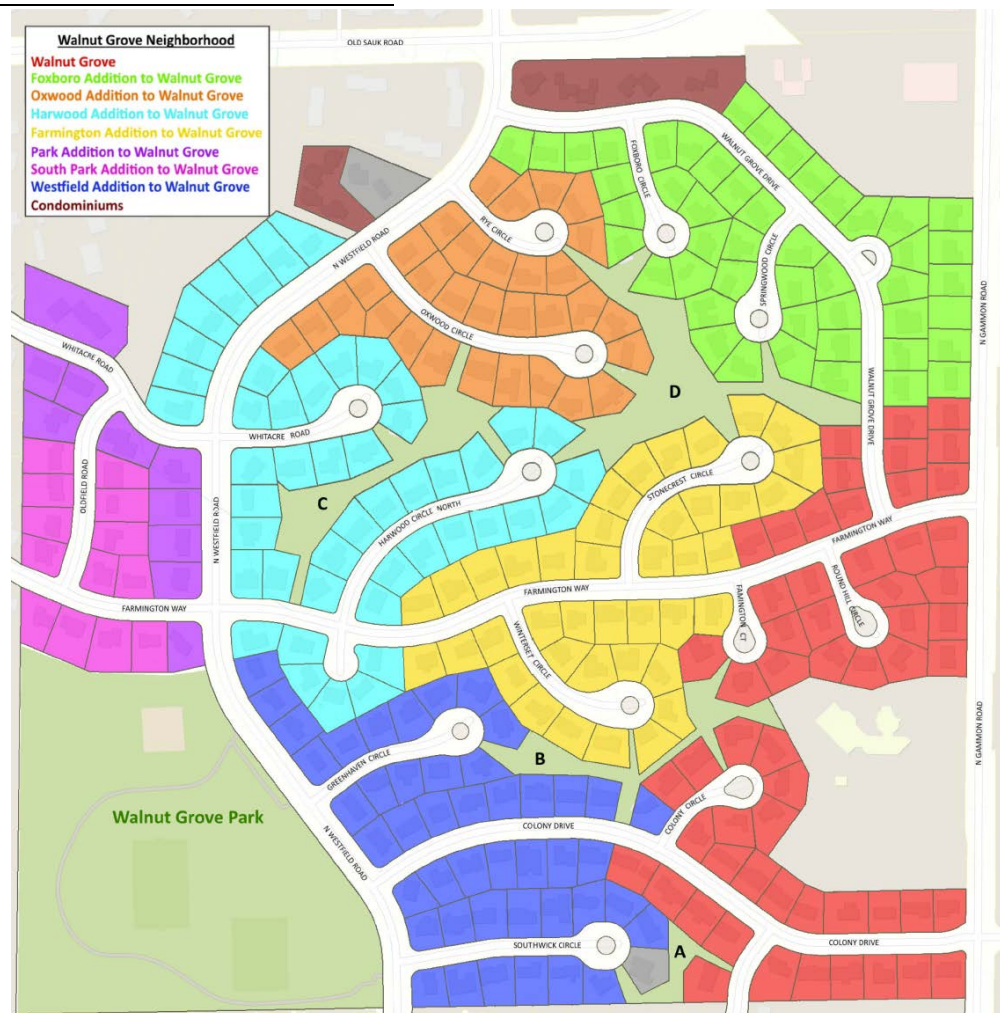 Walnut Grove Neighborhood
Walnut Grove
Foxboro Addition to Walnut Grove
Oxwood Addition to Walnut Grove
Harwood Addition to Walnut Grove
Farmington Addition to Walnut Grove
Park Addition to Walnut Grove
South Park Addition to Walnut Grove
Westfield Addition to Walnut Grove
Condominiums
OLD SAUK ROAD
WALNUT GROVE DRIVE
FOXBORO CIRCLE
RYE CIRCLE
N WESTFIELD ROAD
SPRINGWOOD CIRCLE
N GAMMON ROAD
OXWOOD CIRCLE
WHITACRE ROAD
WALNUT GROVE DRIVE
D
WHITACRE ROAD
STONECREST CIRCLE
OLDFIELD ROAD
N WESTFIELD ROAD
C
HARWOOD CIRCLE NORTH
FARMINGTON WAY
FARMINGTON WAY
FARMINGTON WAY
FAMINGTON CT
ROUND HILL CIRCLE
WINTERSET CIRCLE
N GAMMON ROAD
GREENHAVEN CIRCLE
B
COLONY CIRCLE
Walnut Grove Park
N WESTFIELD ROAD
COLONY DRIVE
SOUTHWICK CIRCLE
A
COLONY DRIVE